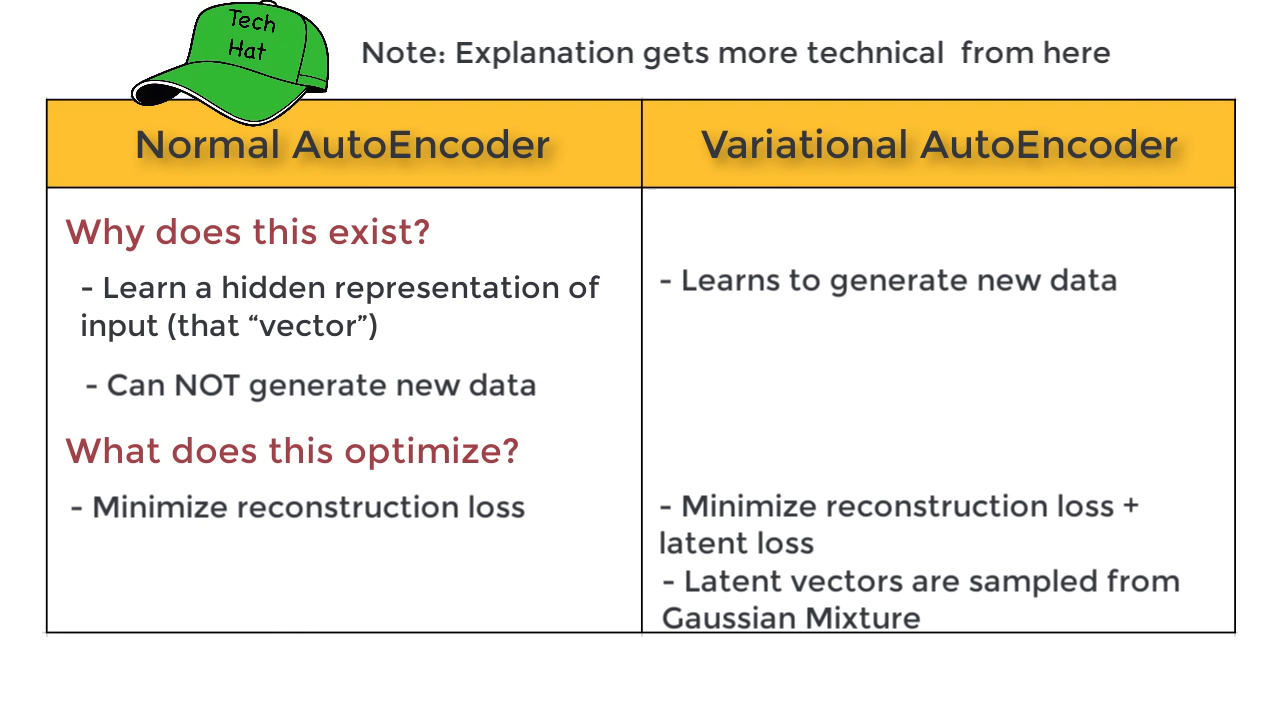 Tech
Hat
Note: Explanation gets more technical from here
Normal AutoEncoder
Variational AutoEncoder
Why does this exist?
- Learn a hidden representation of
input (that “vector”)
- Can NOT generate new data
- Learns to generate new data
What does this optimize?
- Minimize reconstruction loss
- Minimize reconstruction loss +
latent loss
- Latent vectors are sampled from
Gaussian Mixture